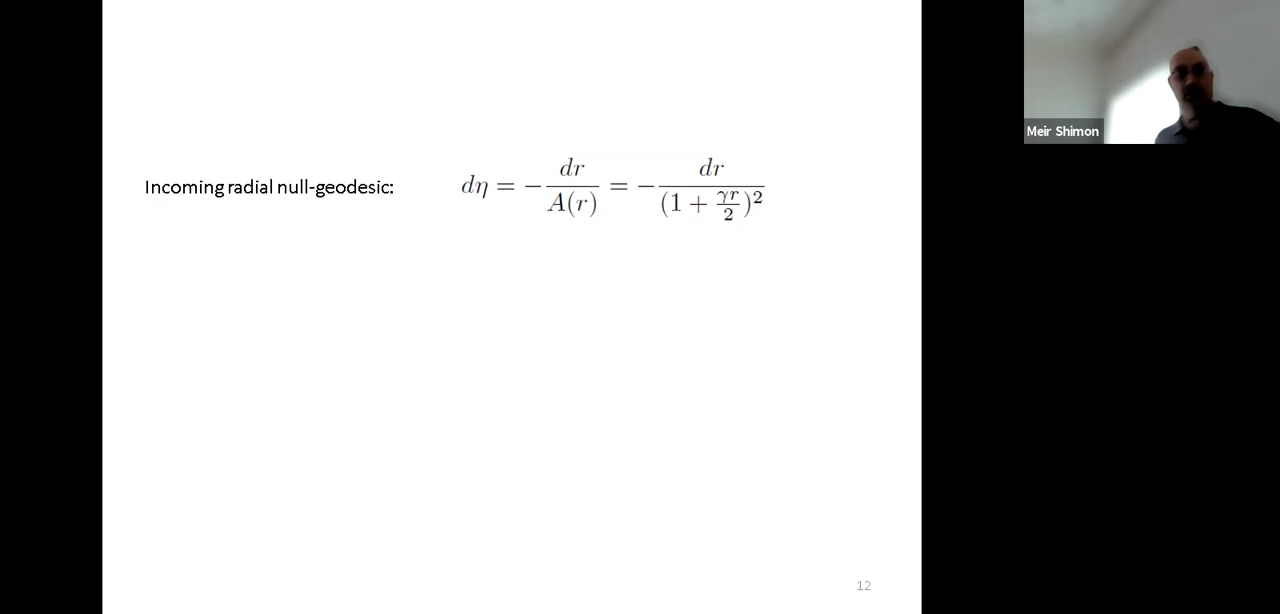 Incoming radial null-geodesic: dη = − dr / A(r) = − dr / (1 + γr/2)²
Meir Shimon
12